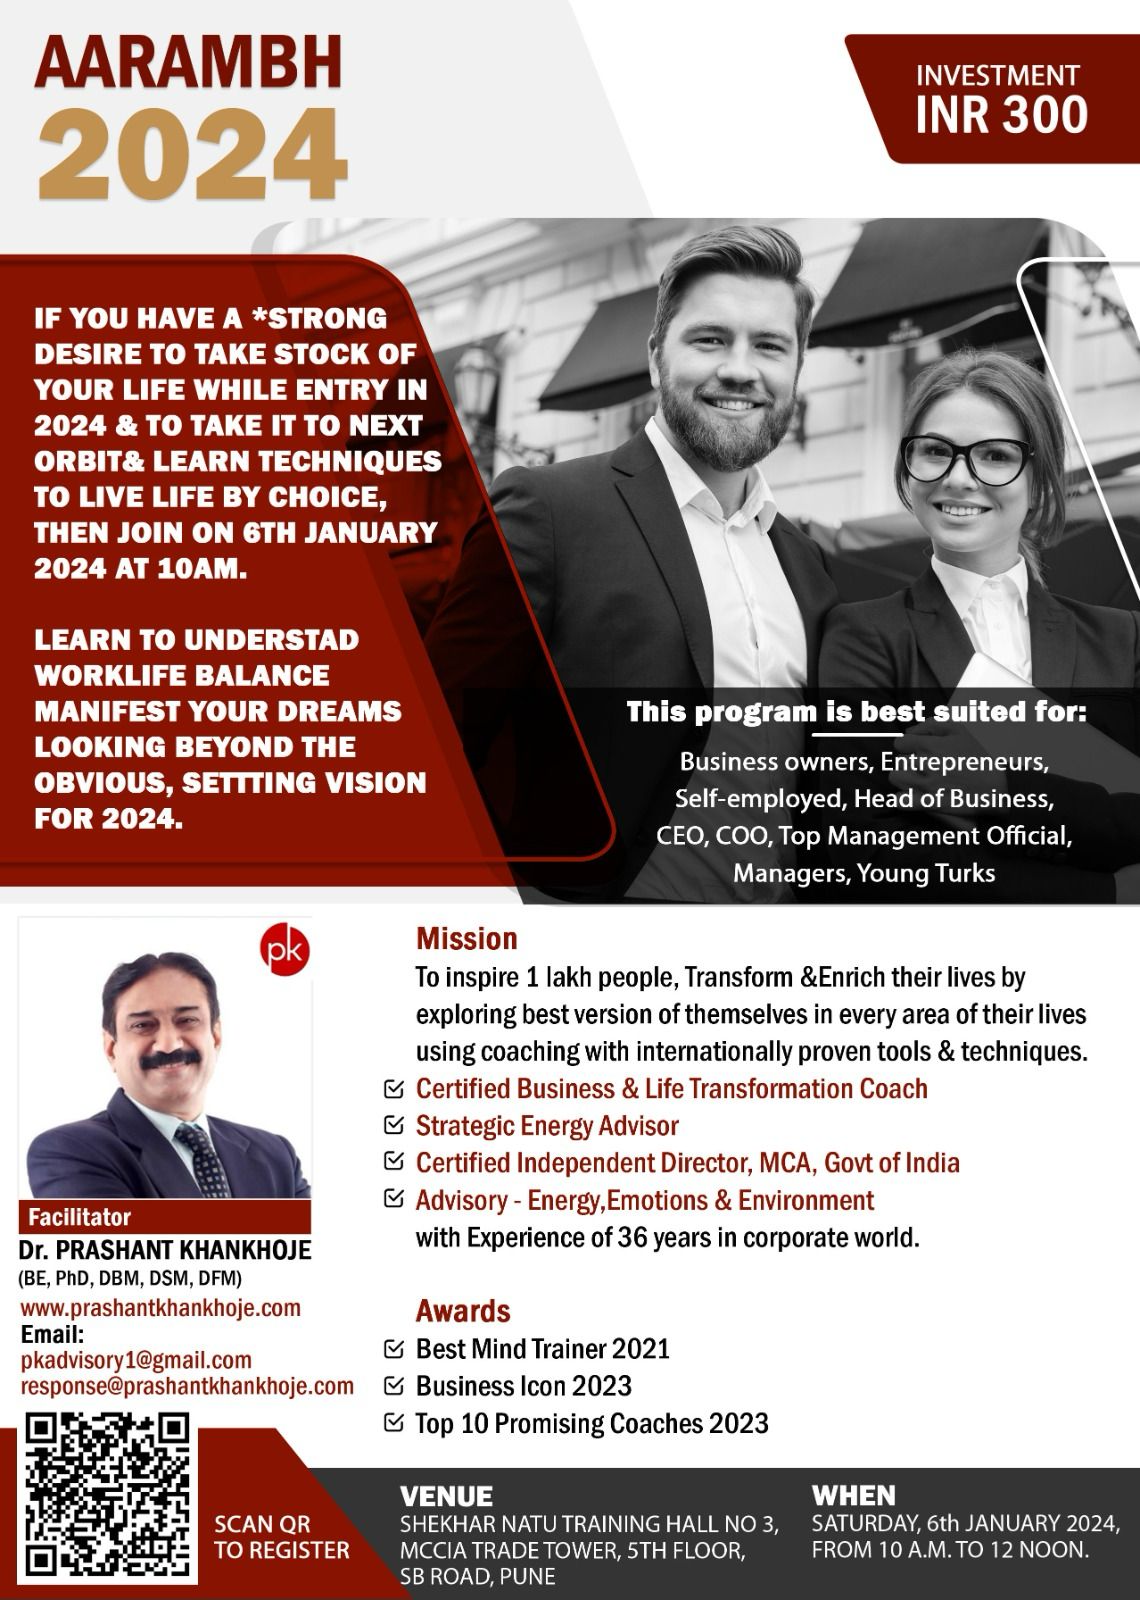 AARAMBH
2024
INVESTMENT
INR 300
IF YOU HAVE A *STRONG
DESIRE TO TAKE STOCK OF
YOUR LIFE WHILE ENTRY IN
2024 & TO TAKE IT TO NEXT
ORBIT& LEARN TECHNIQUES
TO LIVE LIFE BY CHOICE,
THEN JOIN ON 6TH JANUARY
2024 AT 10AM.
LEARN TO UNDERSTAD
WORKLIFE BALANCE
MANIFEST YOUR DREAMS
LOOKING BEYOND THE
OBVIOUS, SETTTING VISION
FOR 2024.
This program is best suited for:
Business owners, Entrepreneurs,
Self-employed, Head of Business,
CEO, COO, Top Management Official,
Managers, Young Turks
pk
Facilitator
Dr. PRASHANT KHANKHOJE
(BE, PhD, DBM, DSM, DFM)
www.prashantkhankhoje.com
Email:
pkadvisory1@gmail.com
response@prashantkhankhoje.com
Mission
To inspire 1 lakh people, Transform &Enrich their lives by
exploring best version of themselves in every area of their lives
using coaching with internationally proven tools & techniques.
Certified Business & Life Transformation Coach
Strategic Energy Advisor
Certified Independent Director, MCA, Govt of India
Advisory - Energy,Emotions & Environment
with Experience of 36 years in corporate world.
Awards
Best Mind Trainer 2021
Business Icon 2023
Top 10 Promising Coaches 2023
SCAN QR
TO REGISTER
VENUE
SHEKHAR NATU TRAINING HALL NO 3,
MCCIA TRADE TOWER, 5TH FLOOR,
SB ROAD, PUNE
WHEN
SATURDAY, 6th JANUARY 2024,
FROM 10 A.M. TO 12 NOON.